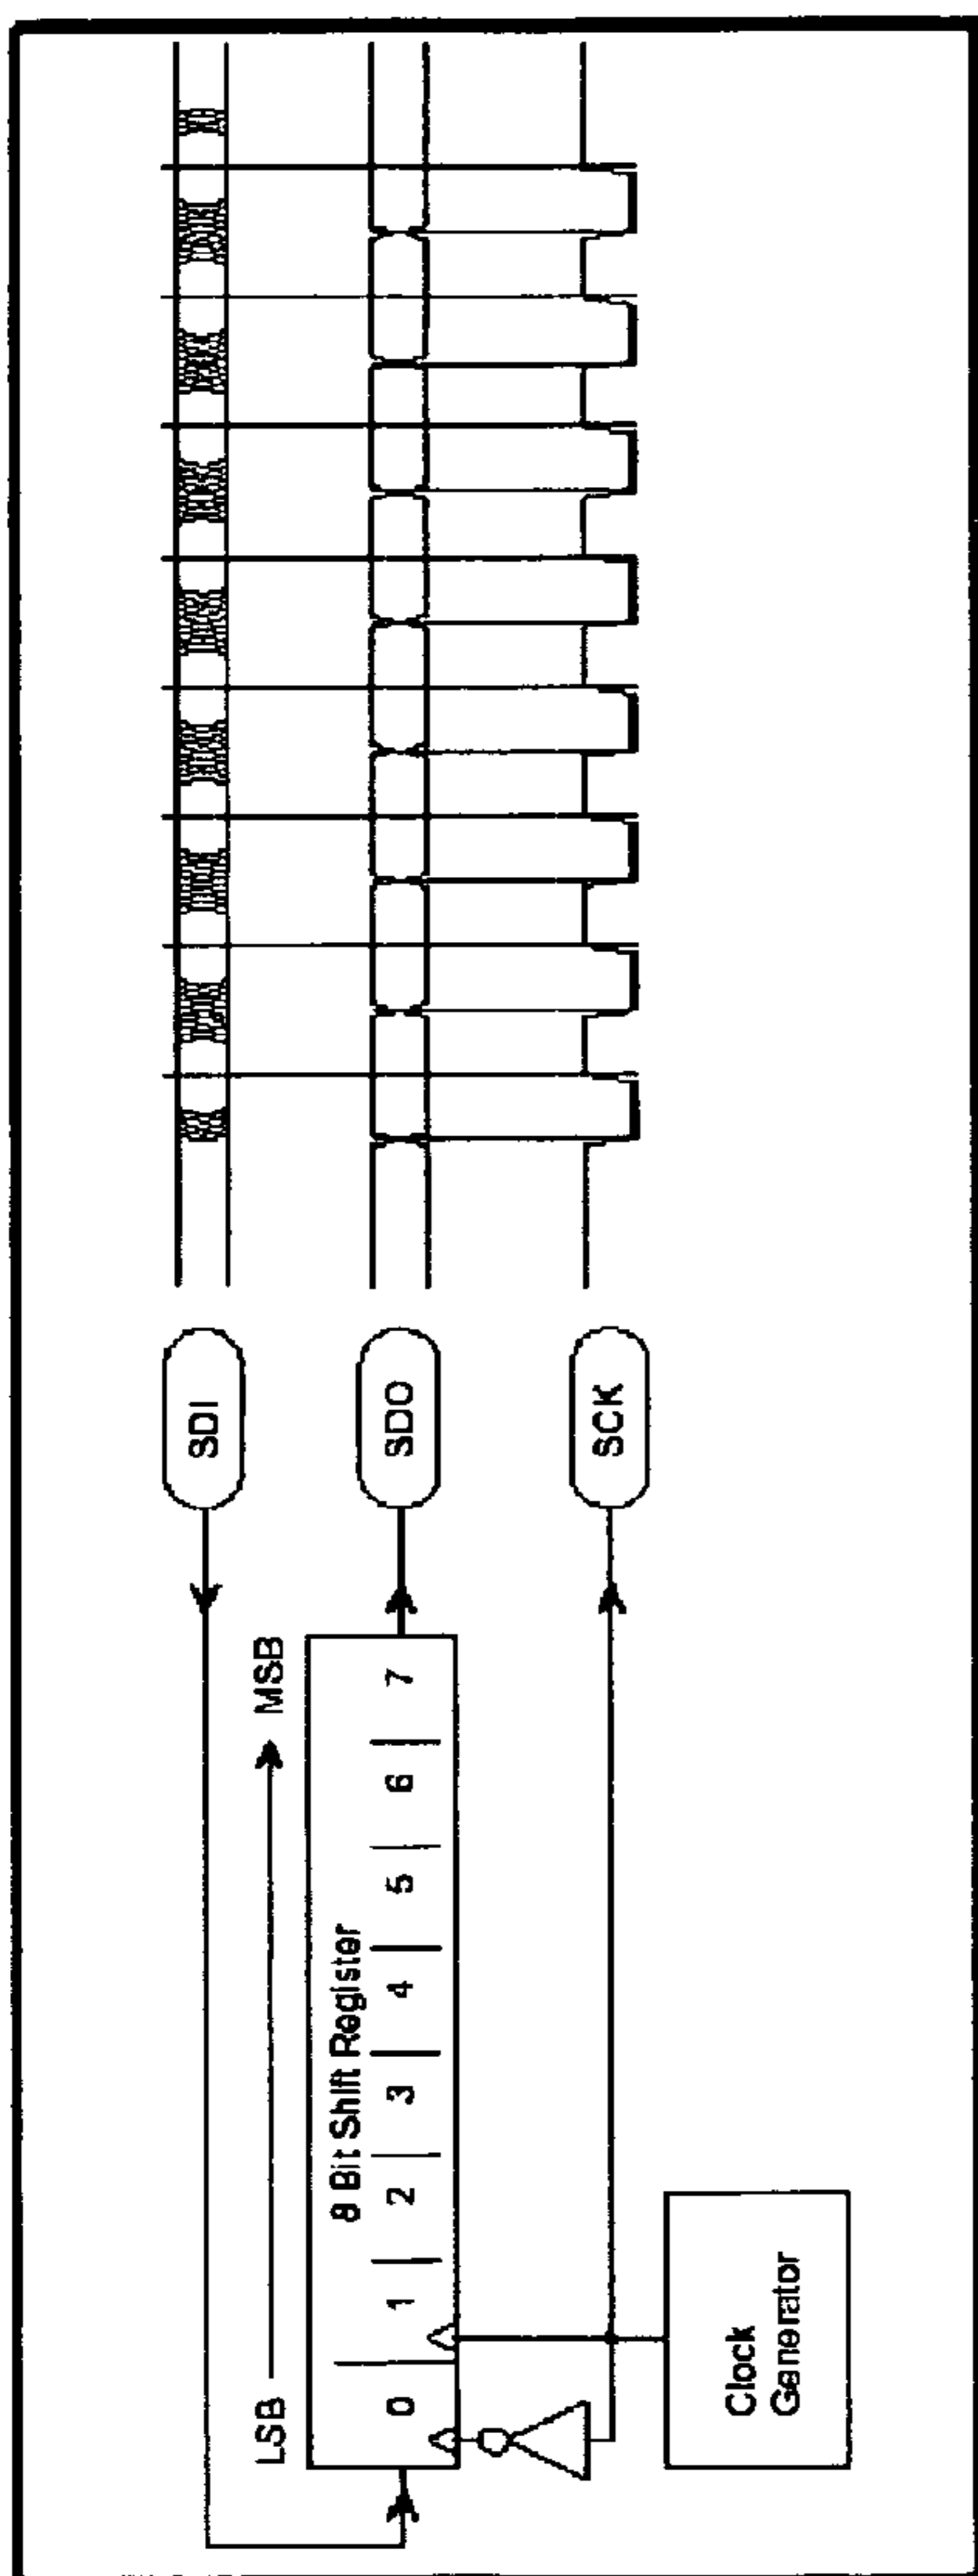 LSB
MSB
8 Bit Shift Register
0 1 2 3 4 5 6 7
SDI
SDO
SCK
Clock
Generator